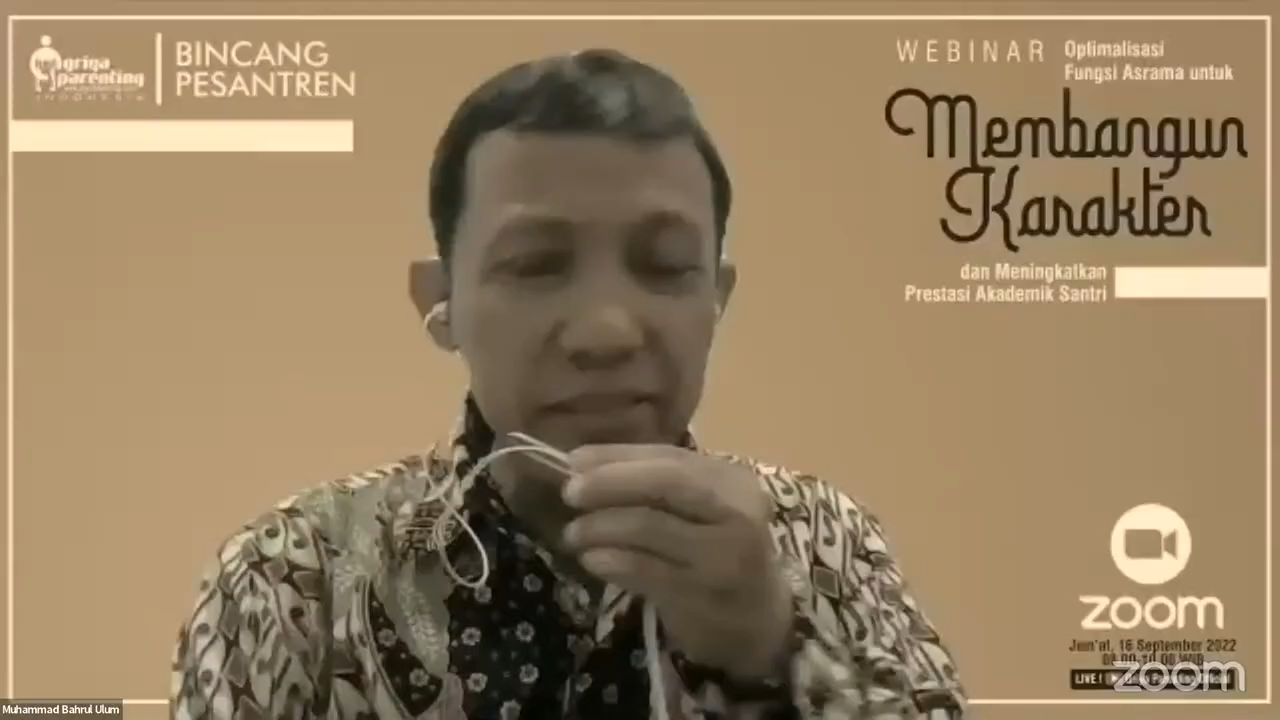 griya
parenting
INDONESIA
BINCANG
PESANTREN
WEBINAR
Optimalisasi
Fungsi Asrama untuk
Membangun
Karakter
dan Meningkatkan
Prestasi Akademik Santri
zoom
Jum'at, 16 September 2022
WIB
LIVE!
zoom
Muhammad Bahrul Ulum